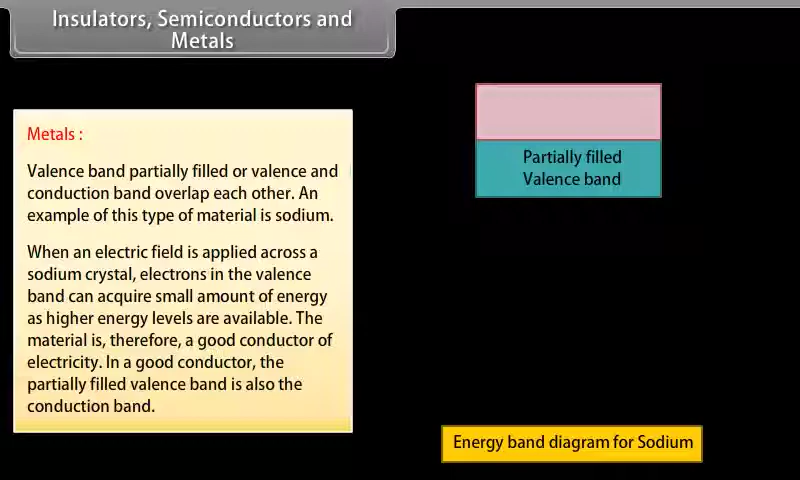 Insulators, Semiconductors and
Metals
Metals :
Valence band partially filled or valence and
conduction band overlap each other. An
example of this type of material is sodium.
When an electric field is applied across a
sodium crystal, electrons in the valence
band can acquire small amount of energy
as higher energy levels are available. The
material is, therefore, a good conductor of
electricity. In a good conductor, the
partially filled valence band is also the
conduction band.
Partially filled
Valence band
Energy band diagram for Sodium